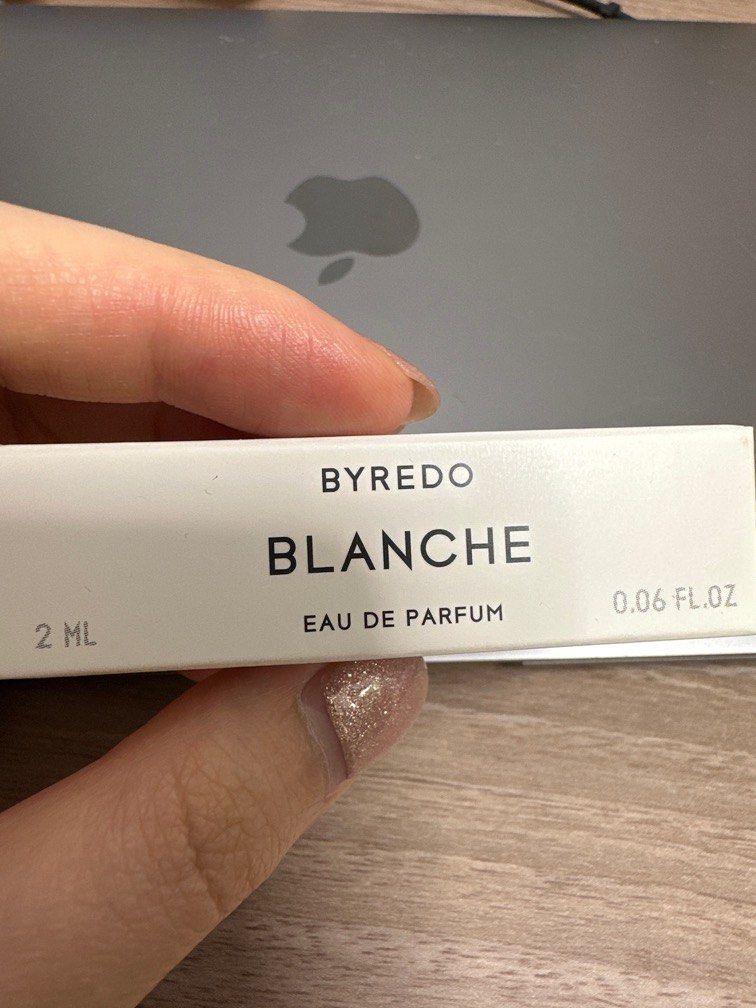 BYREDO
BLANCHE
EAU DE PARFUM
2 ML
0.06 FL.OZ